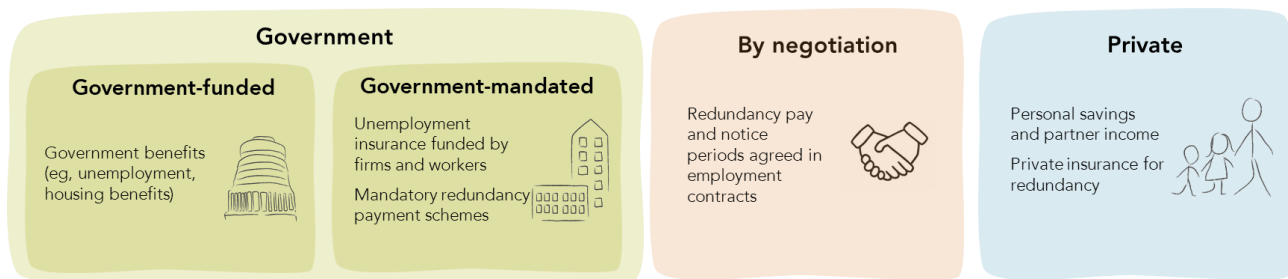 Government
Government-funded
Government benefits
(eg, unemployment,
housing benefits)
Government-mandated
Unemployment
insurance funded by
firms and workers
Mandatory redundancy
payment schemes
By negotiation
Redundancy pay
and notice
periods agreed in
employment
contracts
Private
Personal savings
and partner income
Private insurance for
redundancy